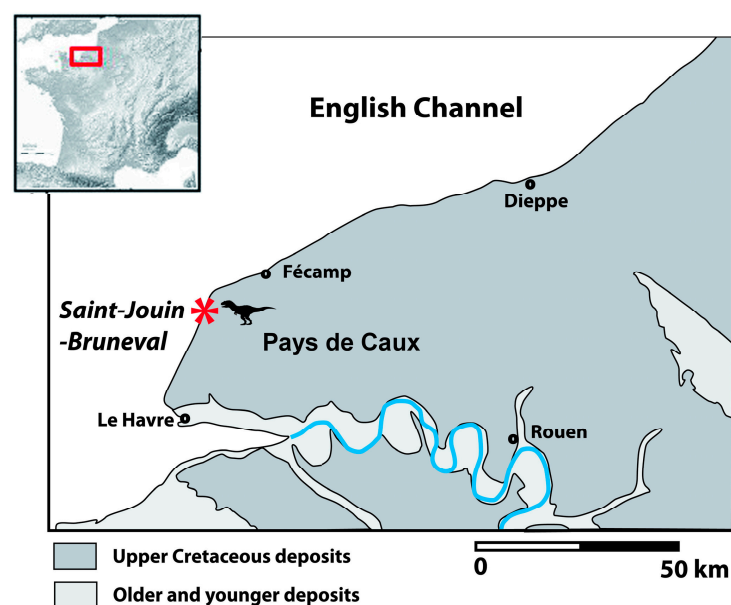 English Channel
Dieppe
Fécamp
Saint-Jouin
-Bruneval
Pays de Caux
Le Havre
Rouen
Upper Cretaceous deposits
0
50 km
Older and younger deposits